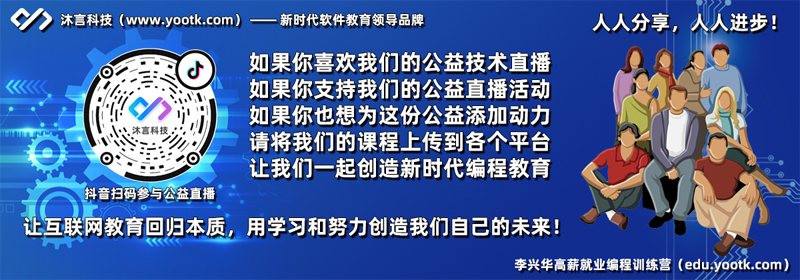 沐言科技（www.yootk.com）—— 新时代软件教育领导品牌
人人分享，人人进步！
如果你喜欢我们的公益技术直播
如果你支持我们的公益直播活动
如果你也想为这份公益添加动力
请将我们的课程上传到各个平台
让我们一起创造新时代编程教育
沐言科技
抖音扫码参与公益直播
让互联网教育回归本质，用学习和努力创造我们自己的未来！
李兴华高薪就业编程训练营（edu.yootk.com）